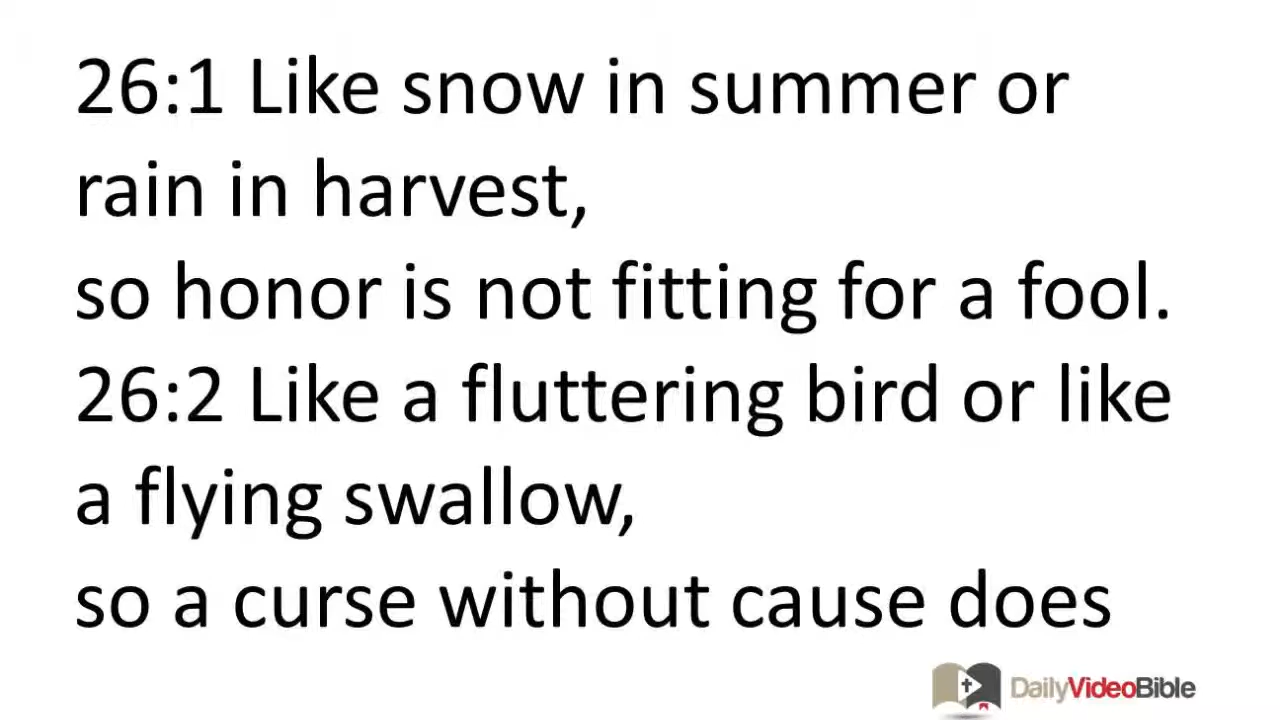 26:1 Like snow in summer or
rain in harvest,
so honor is not fitting for a fool.
26:2 Like a fluttering bird or like
a flying swallow,
so a curse without cause does
DailyVideoBible